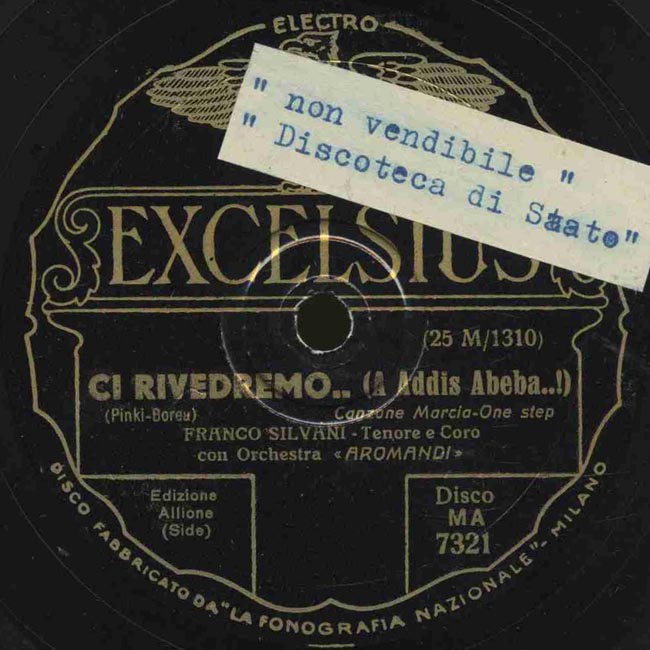 ELECTRO
" non vendibile "
" Discoteca di Staato"
EXCELSIUS
(25 M/1310)
CI RIVEDREMO.. (A Addis Abeba..!)
(Pinki-Boreu) Canzone Marcia-One step
FRANCO SILVANI - Tenore e Coro
con Orchestra «AROMANDI»
Edizione
Allione
(Side)
Disco
MA
7321
DISCO FABBRICATO DA "LA FONOGRAFIA NAZIONALE"- MILANO